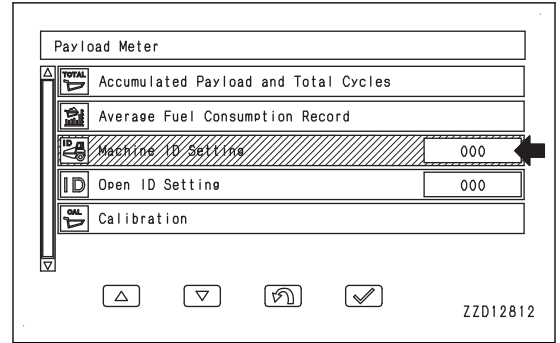 Payload Meter
TOTAL Accumulated Payload and Total Cycles
Average Fuel Consumption Record
ID Machine ID Setting 000
ID Open ID Setting 000
CAL Calibration
ZZD12812